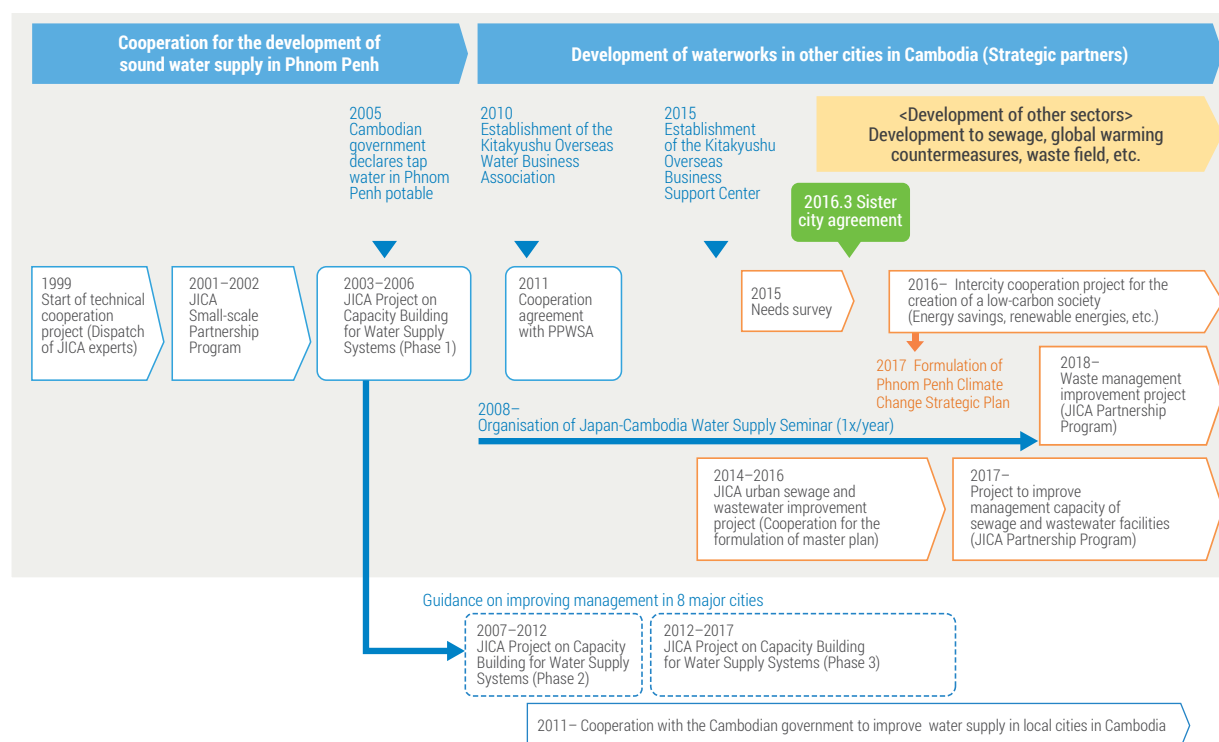 Cooperation for the development of
sound water supply in Phnom Penh
Development of waterworks in other cities in Cambodia (Strategic partners)
2005
Cambodian
government
declares tap
water in Phnom
Penh potable
2010
Establishment of the
Kitakyushu Overseas
Water Business
Association
2015
Establishment
of the Kitakyushu
Overseas
Business
Support Center
<Development of other sectors>
Development to sewage, global warming
countermeasures, waste field, etc.
2016.3 Sister
city agreement
1999
Start of technical
cooperation
project (Dispatch
of JICA experts)
2001–2002
JICA
Small-scale
Partnership
Program
2003–2006
JICA Project on
Capacity Building
for Water Supply
Systems (Phase 1)
2011
Cooperation
agreement
with PPWSA
2015
Needs survey
2016– Intercity cooperation project for the
creation of a low-carbon society
(Energy savings, renewable energies, etc.)
2017 Formulation of
Phnom Penh Climate
Change Strategic Plan
2018–
Waste management
improvement project
(JICA Partnership
Program)
2008–
Organisation of Japan-Cambodia Water Supply Seminar (1x/year)
2014–2016
JICA urban sewage and
wastewater improvement
project (Cooperation for the
formulation of master plan)
2017–
Project to improve
management capacity of
sewage and wastewater facilities
(JICA Partnership Program)
Guidance on improving management in 8 major cities
2007–2012
JICA Project on Capacity
Building for Water Supply
Systems (Phase 2)
2012–2017
JICA Project on Capacity Building
for Water Supply Systems (Phase 3)
2011– Cooperation with the Cambodian government to improve water supply in local cities in Cambodia